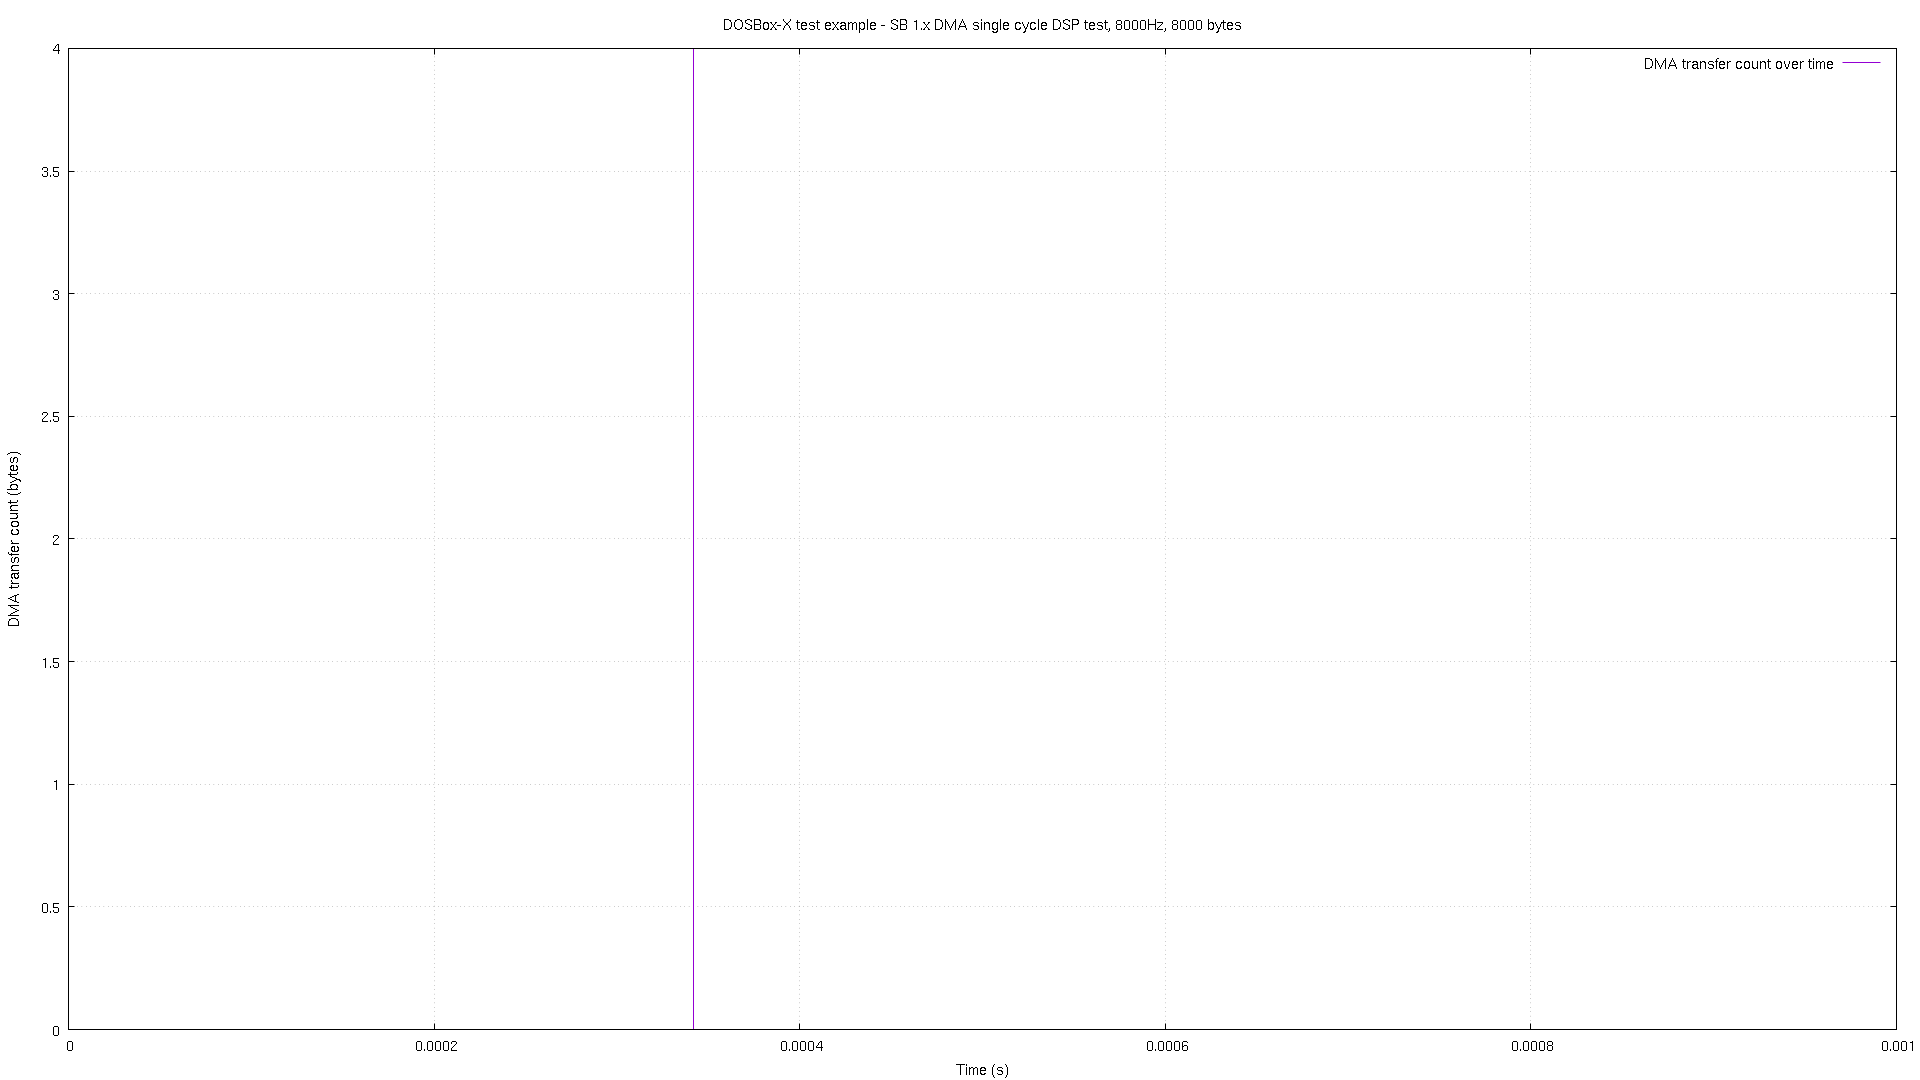 DOSBox-X test example - SB 1.x DMA single cycle DSP test, 8000Hz, 8000 bytes
DMA transfer count over time
4
3.5
3
2.5
2
1.5
1
0.5
0
DMA transfer count (bytes)
0 0.0002 0.0004 0.0006 0.0008 0.001
Time (s)